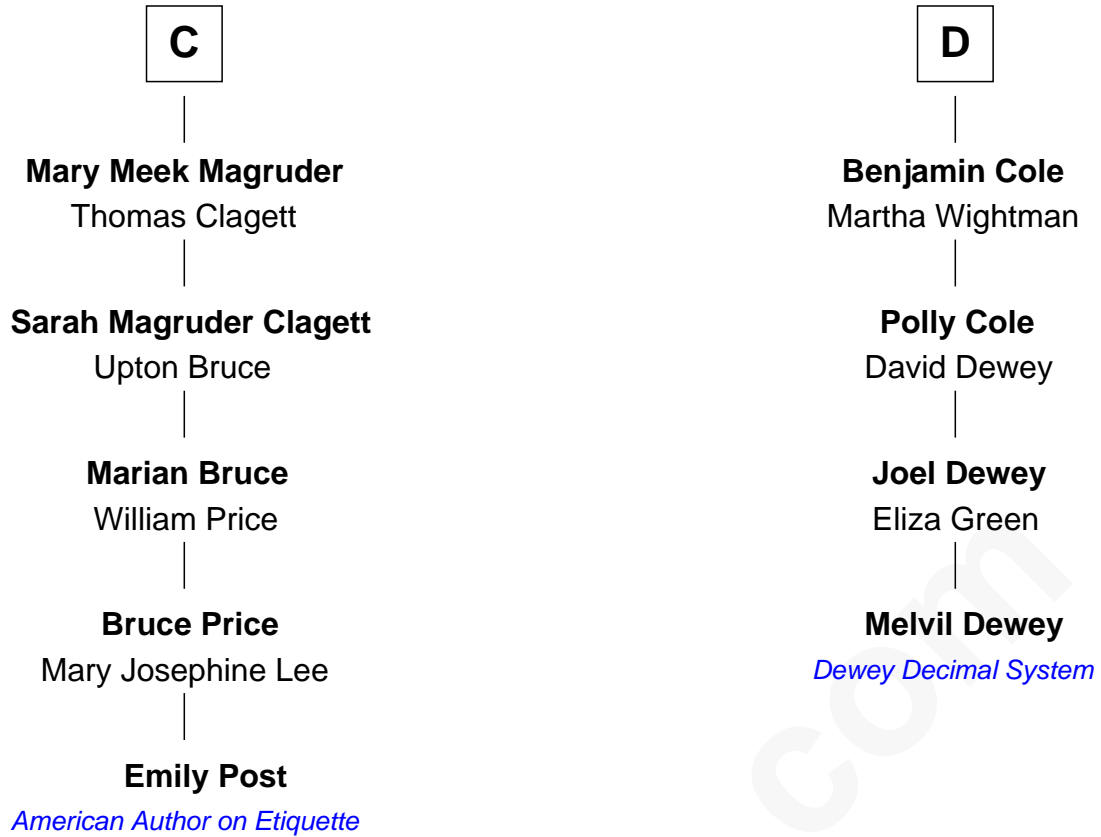 C
Mary Meek Magruder
Thomas Clagett
Sarah Magruder Clagett
Upton Bruce
Marian Bruce
William Price
Bruce Price
Mary Josephine Lee
Emily Post
American Author on Etiquette
D
Benjamin Cole
Martha Wightman
Polly Cole
David Dewey
Joel Dewey
Eliza Green
Melvil Dewey
Dewey Decimal System
com